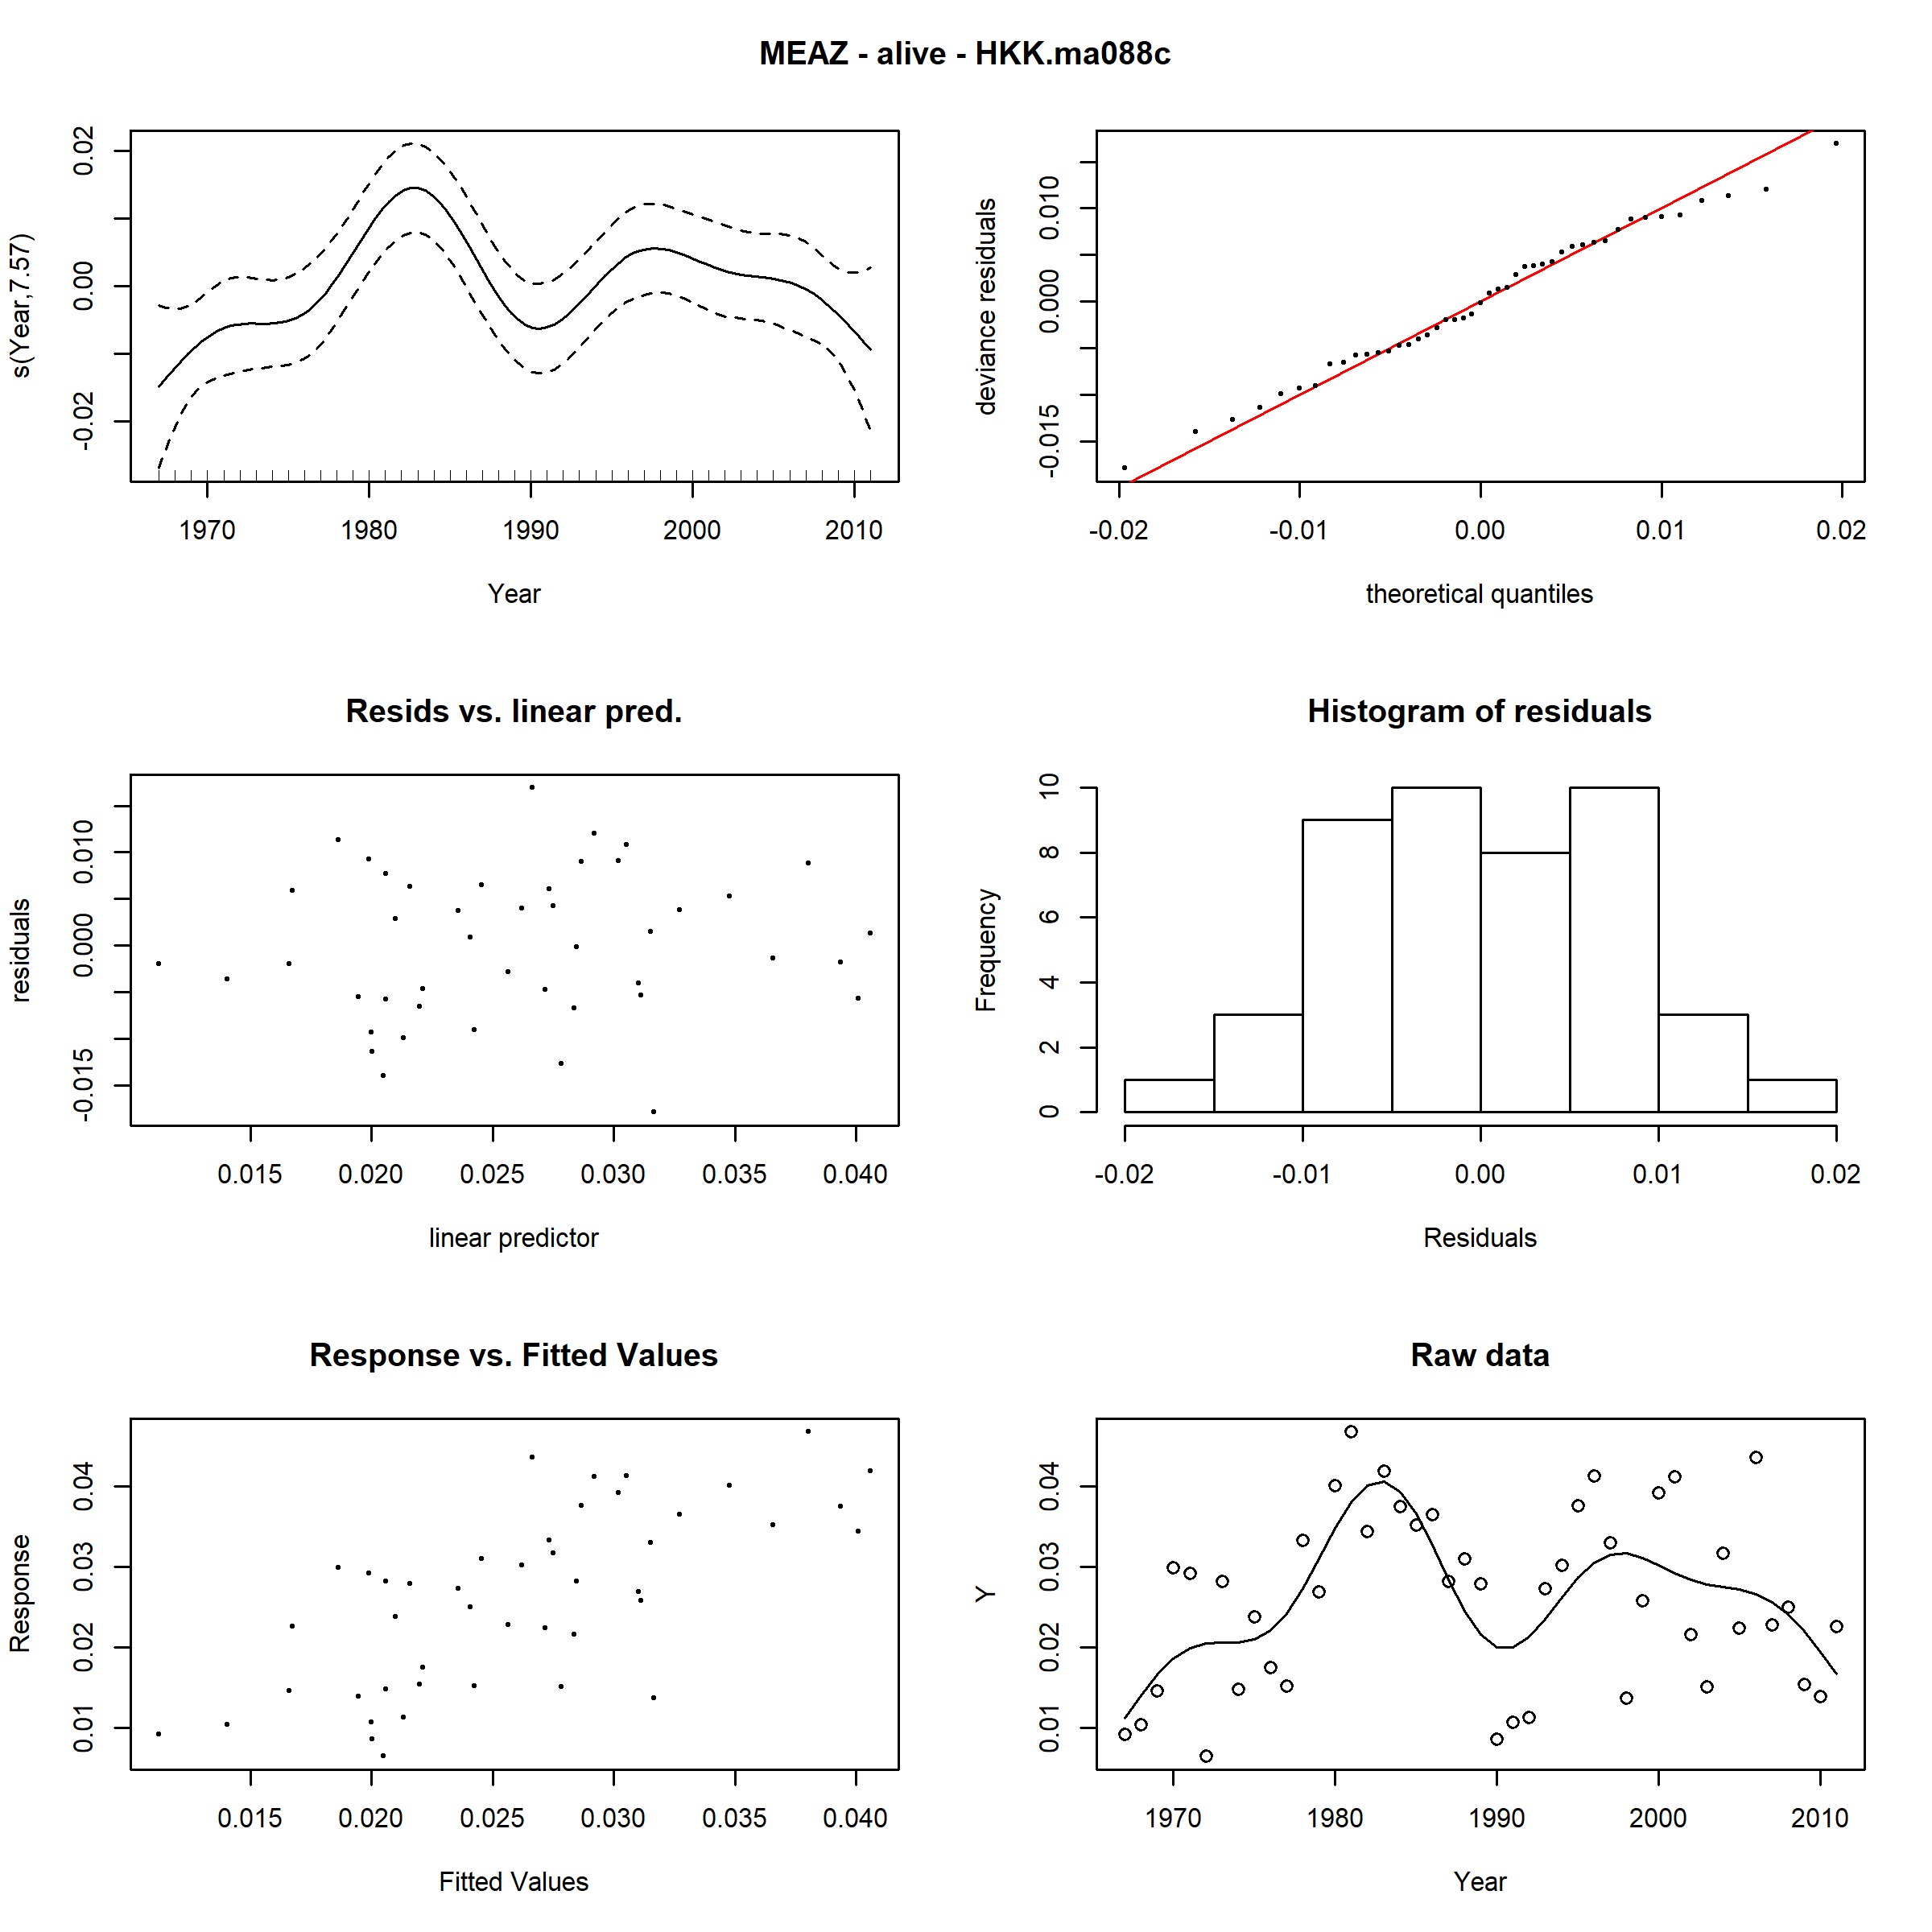 MEAZ - alive - HKK.ma088c
s(Year,7.57)
0.02
0.00
-0.02
1970 1980 1990 2000 2010
Year
deviance residuals
0.010
0.000
-0.015
-0.02 -0.01 0.00 0.01 0.02
theoretical quantiles
Resids vs. linear pred.
residuals
0.010
0.000
-0.015
0.015 0.020 0.025 0.030 0.035 0.040
linear predictor
Histogram of residuals
Frequency
10
8
6
4
2
0
-0.02 -0.01 0.00 0.01 0.02
Residuals
Response vs. Fitted Values
Response
0.04
0.03
0.02
0.01
0.015 0.020 0.025 0.030 0.035 0.040
Fitted Values
Raw data
Y
0.04
0.03
0.02
0.01
1970 1980 1990 2000 2010
Year